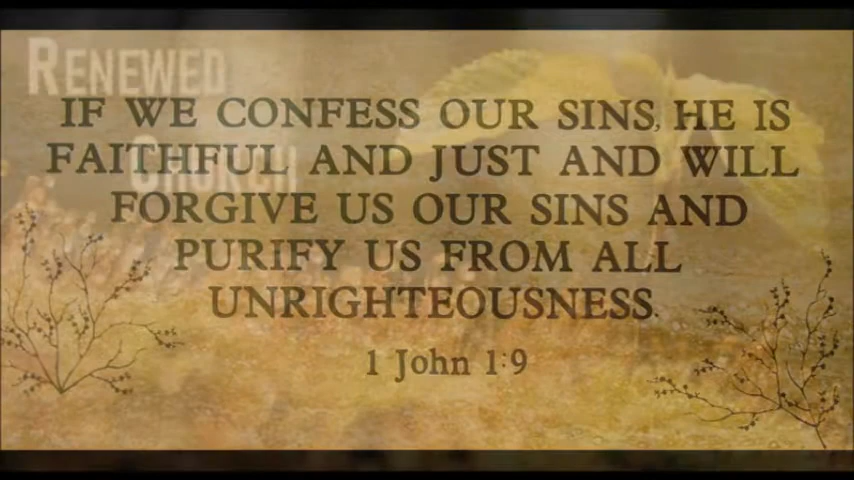 RENEWED
CHURCH
IF WE CONFESS OUR SINS, HE IS
FAITHFUL AND JUST AND WILL
FORGIVE US OUR SINS AND
PURIFY US FROM ALL
UNRIGHTEOUSNESS.
1 John 1:9